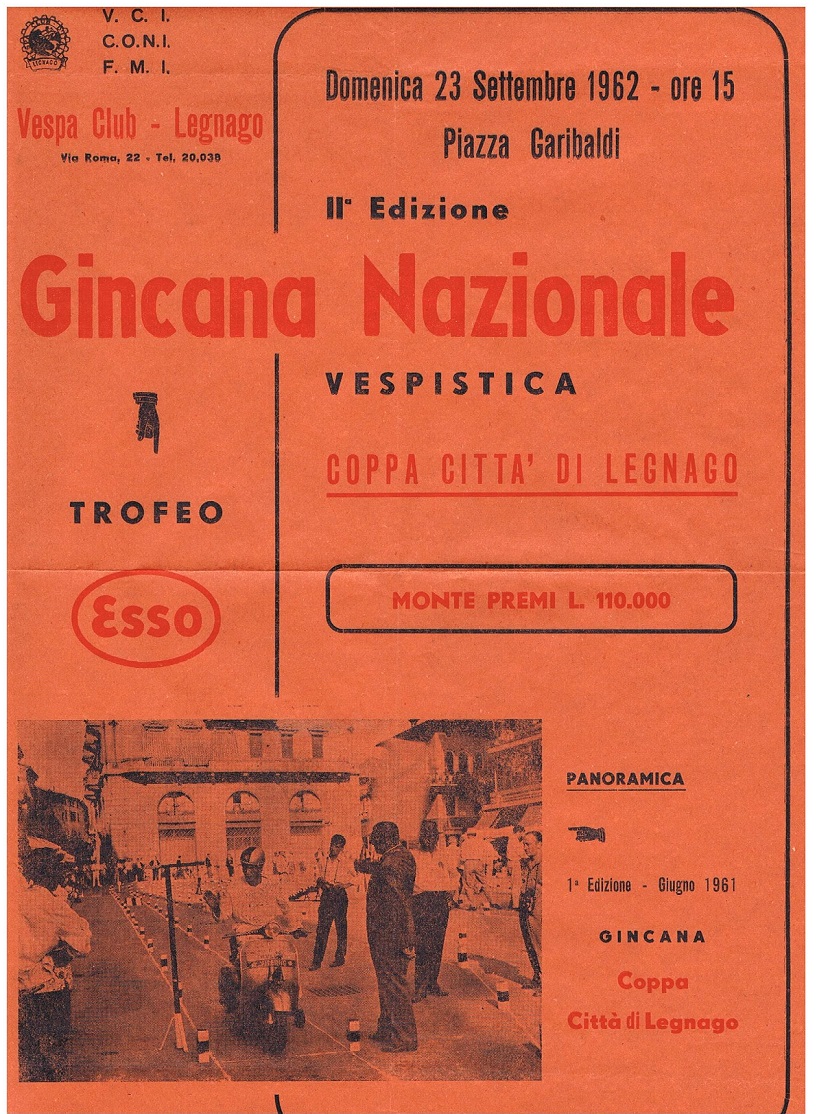 LEGNAGO
V. C. I.
C.O.N.I.
F. M. I.
Vespa Club - Legnago
Via Roma, 22 - Tel. 20,038
Domenica 23 Settembre 1962 - ore 15
Piazza Garibaldi
IIª Edizione
Gincana Nazionale
VESPISTICA
COPPA CITTA' DI LEGNAGO
TROFEO
Esso
MONTE PREMI L. 110.000
PANORAMICA
1ª Edizione - Giugno 1961
GINCANA
Coppa
Città di Legnago